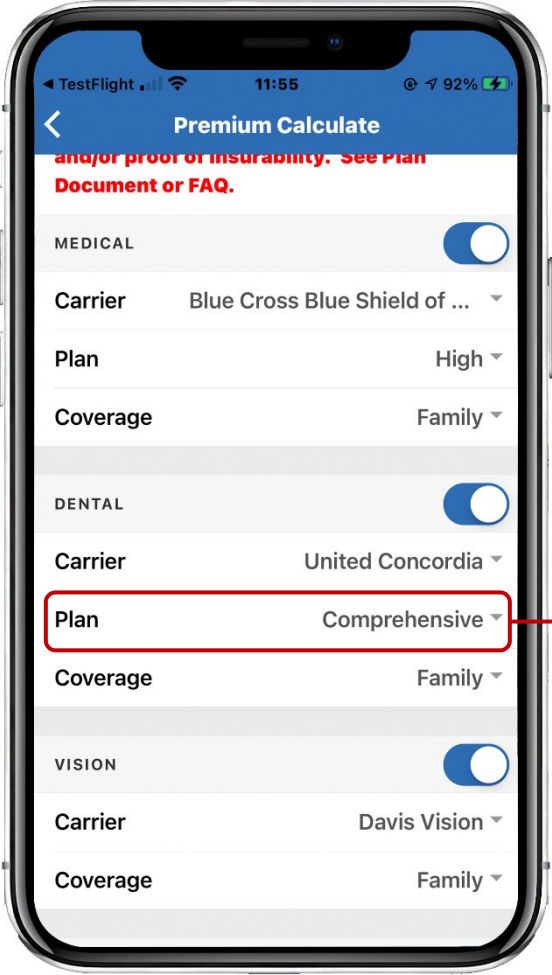 TestFlight 11:55 92%
Premium Calculate
and/or proof of insurability. See Plan
Document or FAQ.
MEDICAL
Carrier Blue Cross Blue Shield of ...
Plan High
Coverage Family
DENTAL
Carrier United Concordia
Plan Comprehensive
Coverage Family
VISION
Carrier Davis Vision
Coverage Family